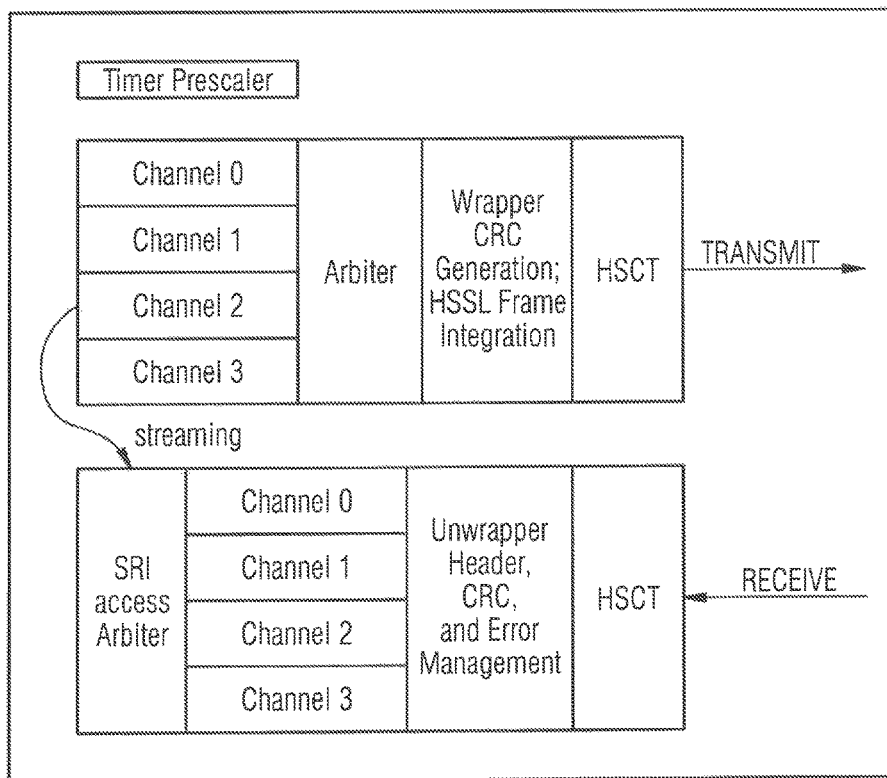 Timer Prescaler
Channel 0
Channel 1
Channel 2
Channel 3
Arbiter
Wrapper
CRC
Generation;
HSSL Frame
Integration
HSCT
TRANSMIT
streaming
SRI
access
Arbiter
Channel 0
Channel 1
Channel 2
Channel 3
Unwrapper
Header,
CRC,
and Error
Management
HSCT
RECEIVE